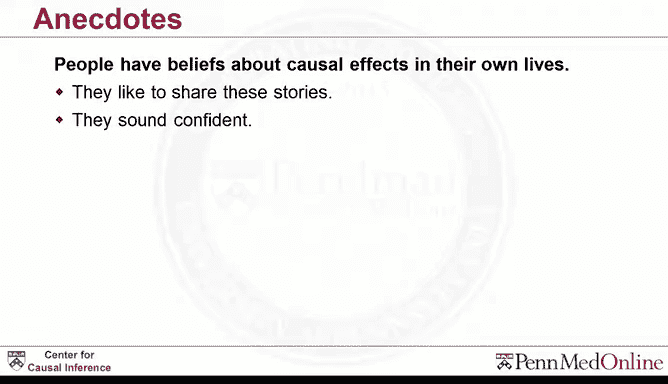 Anecdotes
People have beliefs about causal effects in their own lives.
They like to share these stories.
They sound confident.
Center for
Causal Inference
PennMedOnline